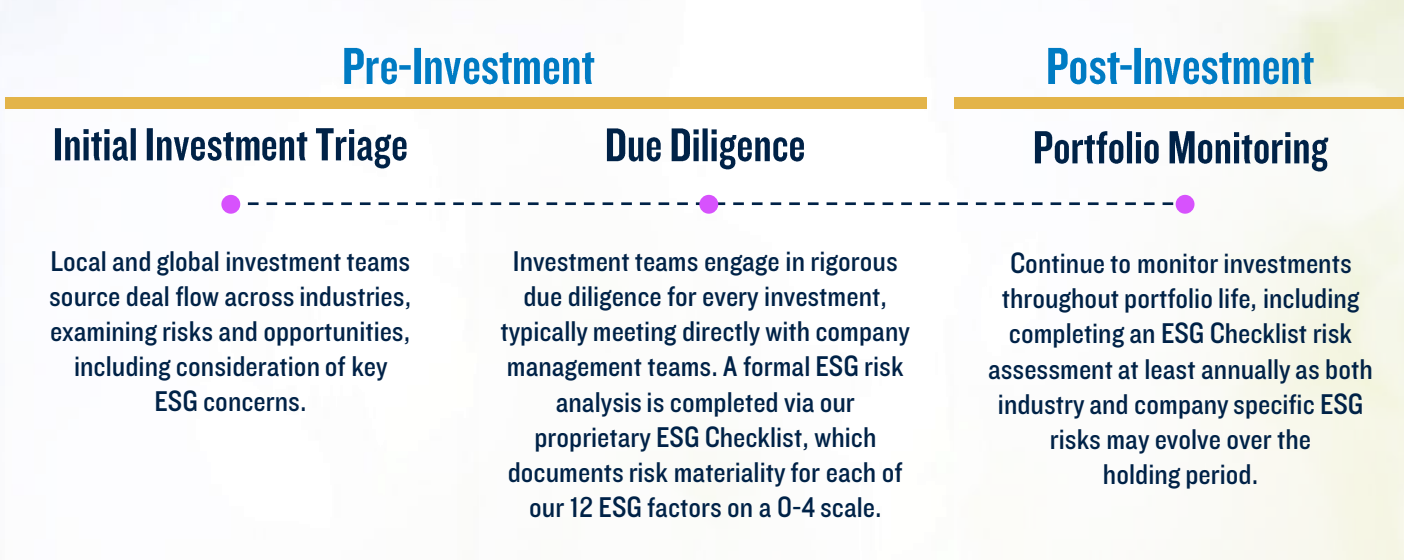 Pre-Investment
Post-Investment
Initial Investment Triage
Due Diligence
Portfolio Monitoring
Local and global investment teams
source deal flow across industries,
examining risks and opportunities,
including consideration of key
ESG concerns.
Investment teams engage in rigorous
due diligence for every investment,
typically meeting directly with company
management teams. A formal ESG risk
analysis is completed via our
proprietary ESG Checklist, which
documents risk materiality for each of
our 12 ESG factors on a 0-4 scale.
Continue to monitor investments
throughout portfolio life, including
completing an ESG Checklist risk
assessment at least annually as both
industry and company specific ESG
risks may evolve over the
holding period.